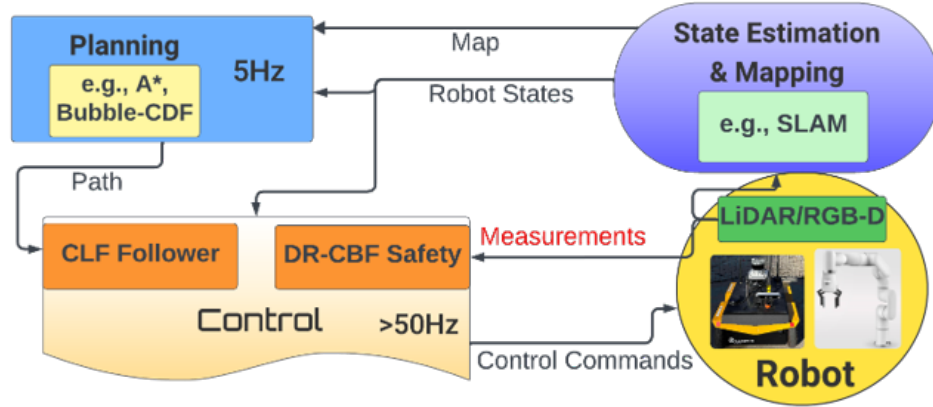 Planning
5Hz
e.g., A*,
Bubble-CDF
Map
Robot States
State Estimation
& Mapping
e.g., SLAM
Path
CLF Follower
DR-CBF Safety
Measurements
LiDAR/RGB-D
Control
>50Hz
Control Commands
Robot